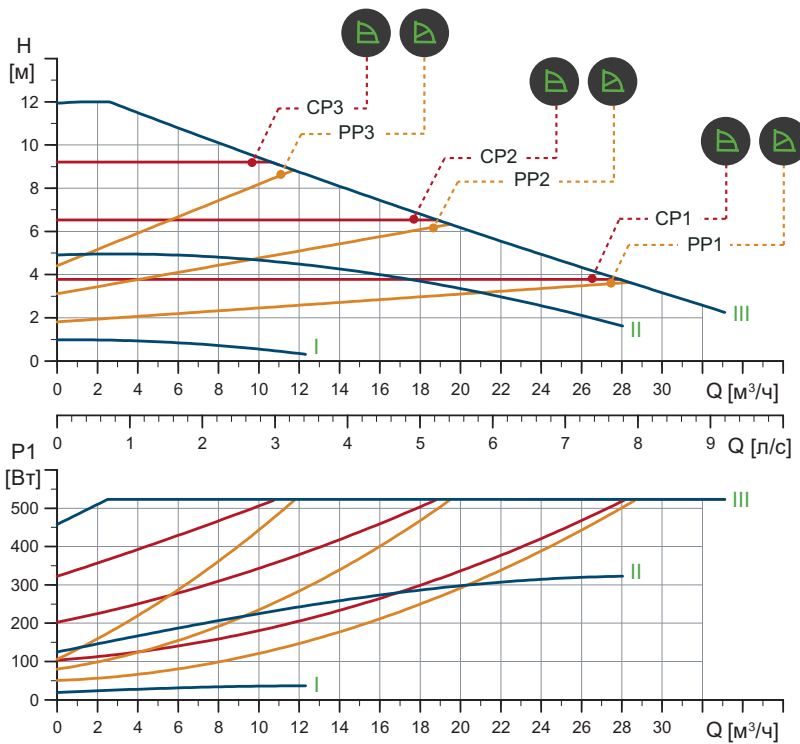 H
[м]
12
10
8
6
4
2
0
CP3
PP3
CP2
PP2
CP1
PP1
III
II
I
0 2 4 6 8 10 12 14 16 18 20 22 24 26 28 30 Q [м³/ч]
0 1 2 3 4 5 6 7 8 9 Q [л/с]
P1
[Вт]
500
400
300
200
100
0
III
II
I
0 2 4 6 8 10 12 14 16 18 20 22 24 26 28 30 Q [м³/ч]